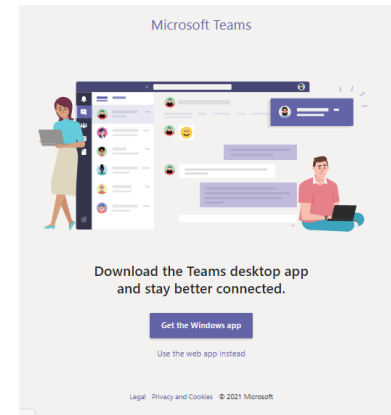 Microsoft Teams
Download the Teams desktop app
and stay better connected.
Get the Windows app
Use the web app instead
Legal Privacy and Cookies © 2021 Microsoft